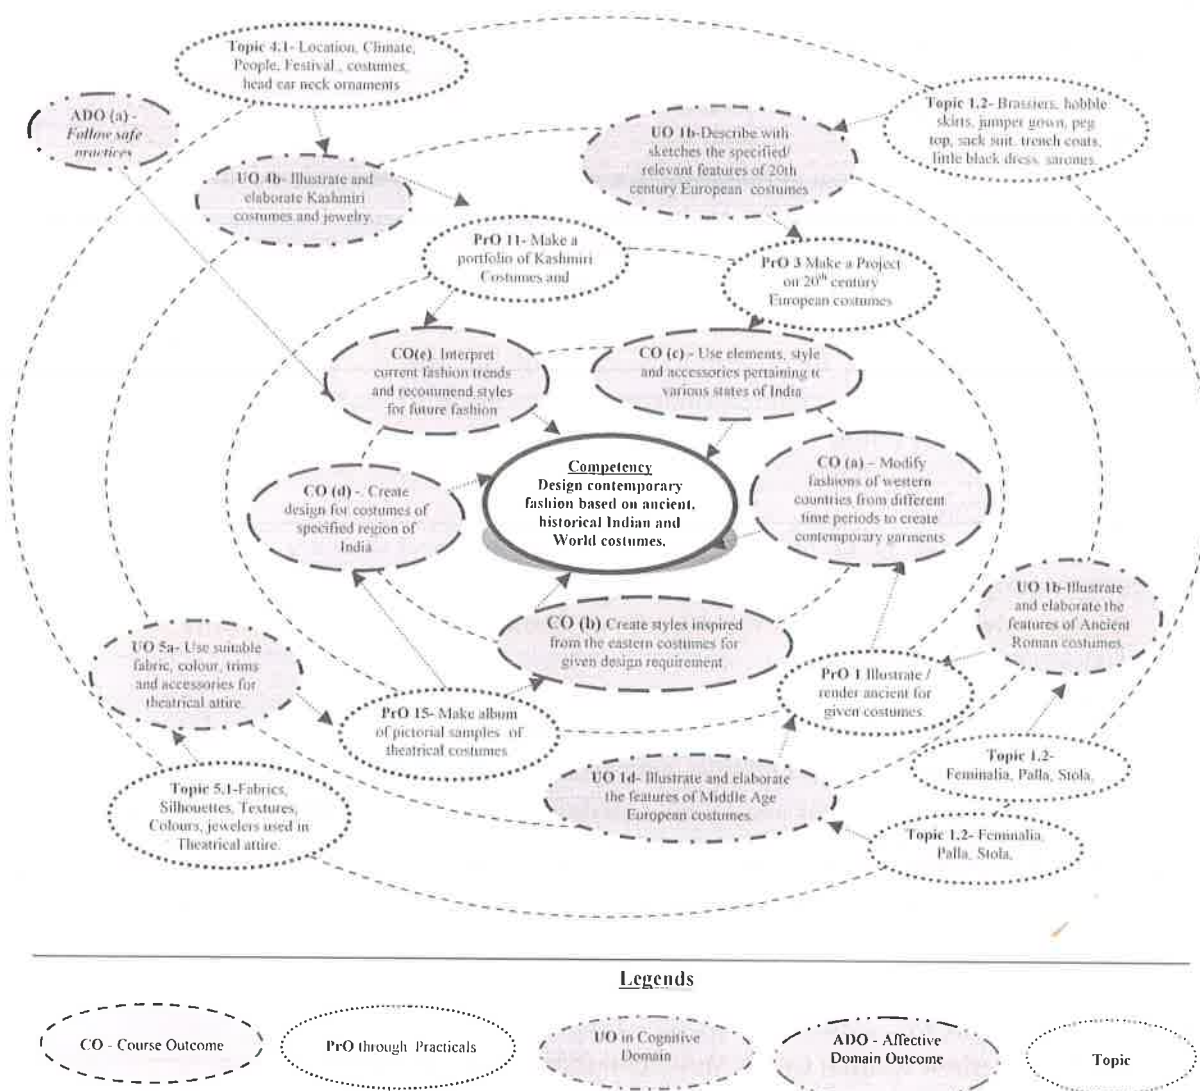 Topic 4.1- Location, Climate,
People, Festival , costumes,
head ear neck ornaments
ADO (a) -
Follow safe
practices
Topic 1.2- Brassiers, hobble
skirts, jumper gown, peg
top, sack suit, trench coats,
little black dress, sarongs,
UO 1b-Describe with
sketches the specified/
relevant features of 20th
century European costumes
UO 4b- Illustrate and
elaborate Kashmiri
costumes and jewelry.
PrO 11- Make a
portfolio of Kashmiri
Costumes and
PrO 3 Make a Project
on 20th century
European costumes
CO(e). Interpret
current fashion trends
and recommend styles
for future fashion
CO (c) - Use elements, style
and accessories pertaining to
various states of India
Competency
Design contemporary
fashion based on ancient,
historical Indian and
World costumes.
CO (a) – Modify
fashions of western
countries from different
time periods to create
contemporary garments
CO (d) -. Create
design for costumes of
specified region of
India
CO (b) Create styles inspired
from the eastern costumes for
given design requirement.
UO 1b-Illustrate
and elaborate the
features of Ancient
Roman costumes.
UO 5a- Use suitable
fabric, colour, trims
and accessories for
theatrical attire.
PrO 1 Illustrate /
render ancient for
given costumes.
PrO 15- Make album
of pictorial samples of
theatrical costumes
Topic 1.2-
Feminalia, Palla, Stola,
UO 1d- Illustrate and elaborate
the features of Middle Age
European costumes.
Topic 5.1-Fabrics,
Silhouettes, Textures,
Colours, jewelers used in
Theatrical attire.
Topic 1.2- Feminalia,
Palla, Stola,
Legends
CO - Course Outcome
PrO through Practicals
UO in Cognitive
Domain
ADO - Affective
Domain Outcome
Topic